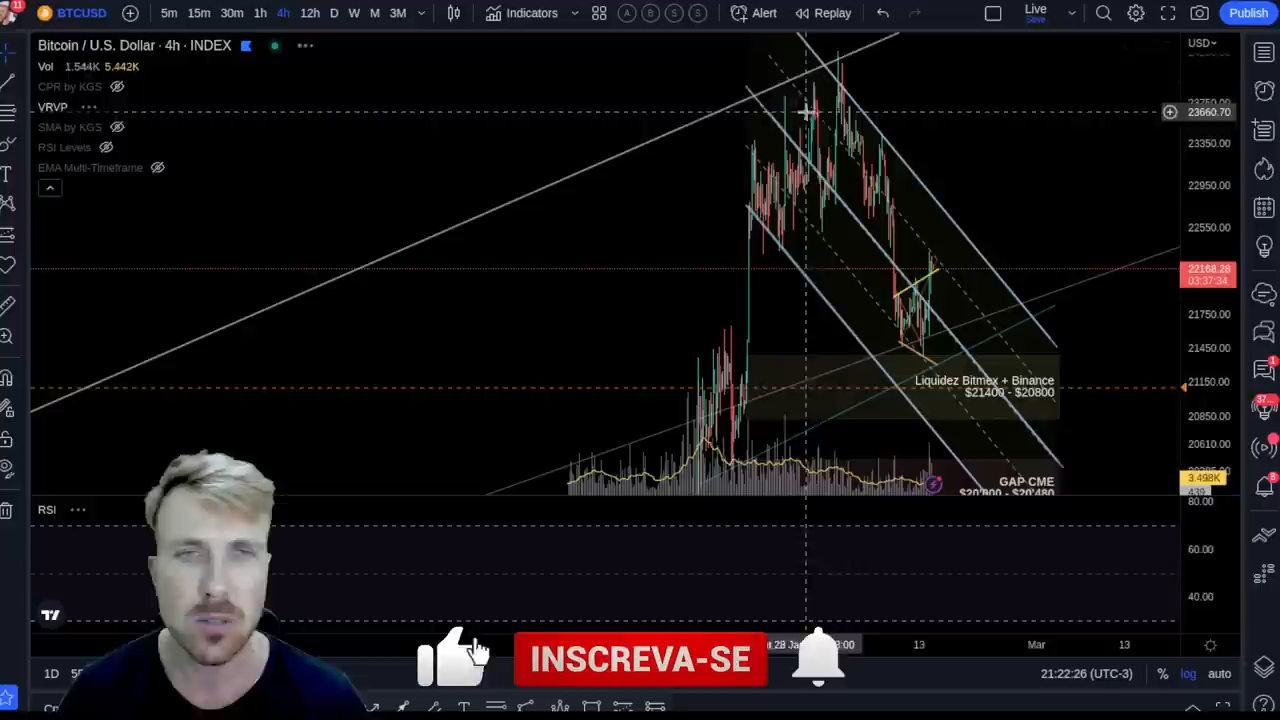 11
BTCUSD 5m 15m 30m 1h 4h 12h D W M 3M Indicators A B S S Alert Replay Live Save Publish
Bitcoin / U.S. Dollar · 4h · INDEX
USD
Vol 1.544K 5.442K
CPR by KGS
VRVP
SMA by KGS
RSI Levels
EMA Multi-Timeframe
23750.00
23660.70
23350.00
22950.00
22550.00
22168.28
03:37:34
21750.00
21450.00
21150.00
20850.00
20610.00
3.498K
Liquidez Bitmex + Binance
$21400 - $20800
GAP CME
RSI
80.00
60.00
40.00
13 Mar 13
INSCREVA-SE
1D
21:22:26 (UTC-3) % log auto